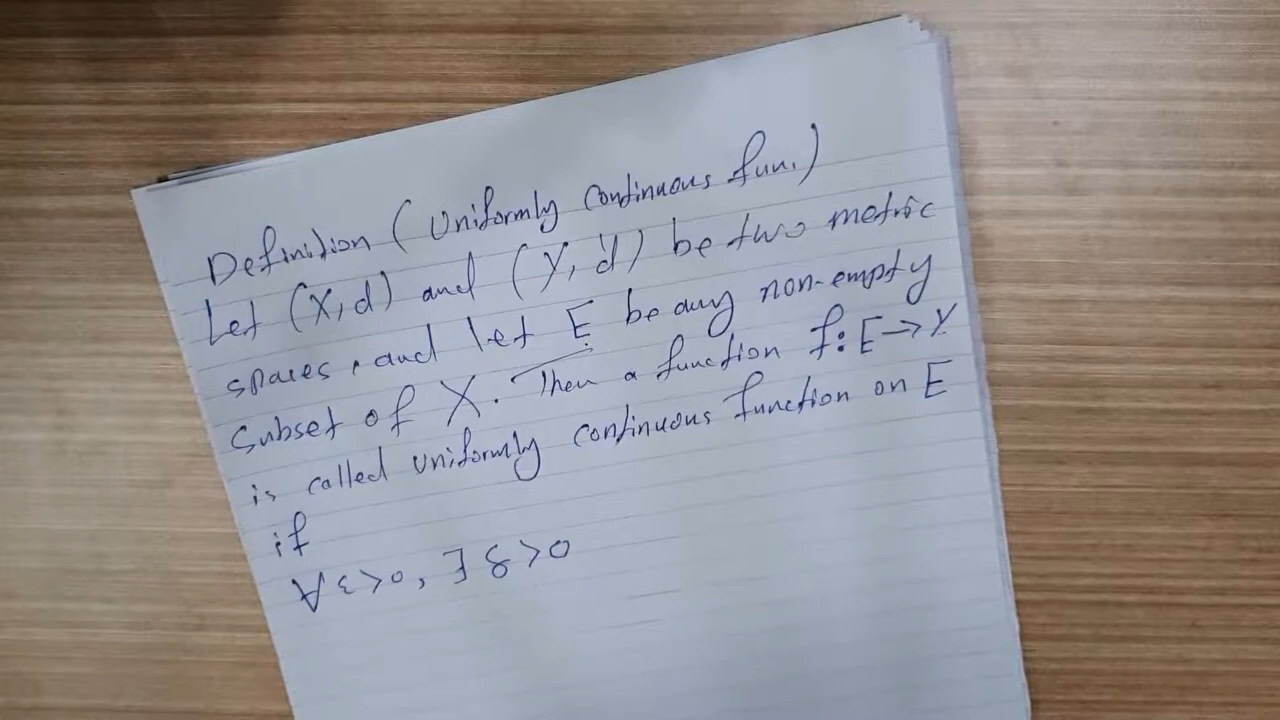 Definition (Uniformly continuous fun.)
Let (X,d) and (Y,d') be two metric
spaces, and let E be any non-empty
subset of X. Then a function f:E→Y
is called uniformly continuous function on E
if
∀ε>0, ∃ δ>0